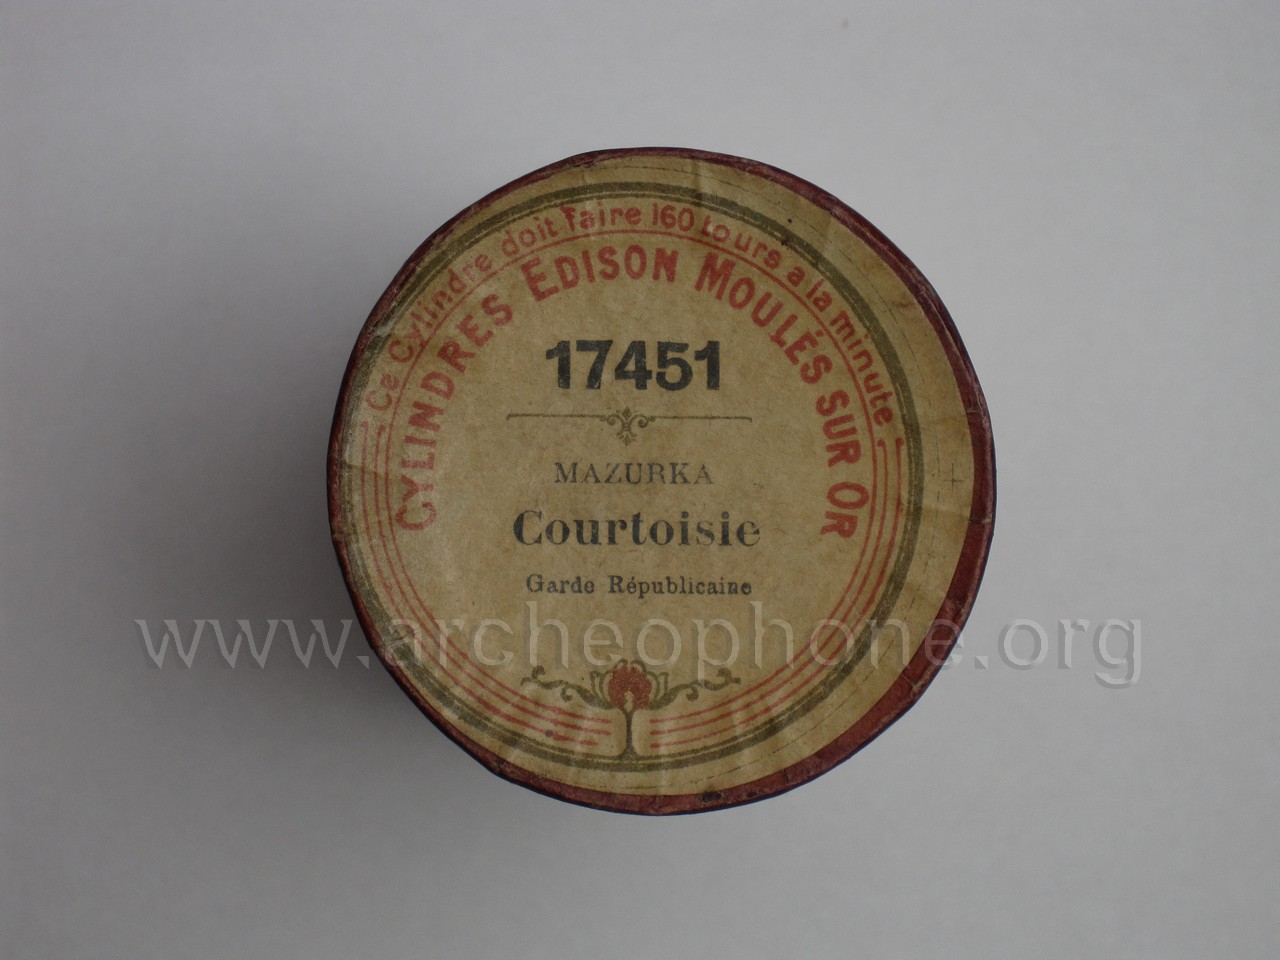 Ce Cylindre doit faire 160 tours a la minute
CYLINDRES EDISON MOULÉS SUR OR
17451
MAZURKA
Courtoisie
Garde Républicaine
www.archeophone.org